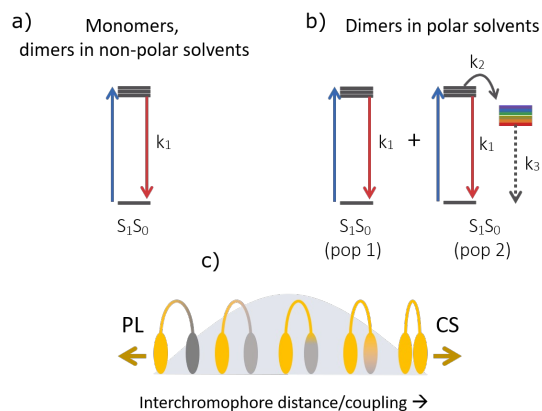 a)
Monomers,
dimers in non-polar solvents
k₁
S₁S₀
b)
Dimers in polar solvents
k₂
k₁
+
k₁
k₃
S₁S₀
(pop 1)
S₁S₀
(pop 2)
c)
PL
CS
Interchromophore distance/coupling →